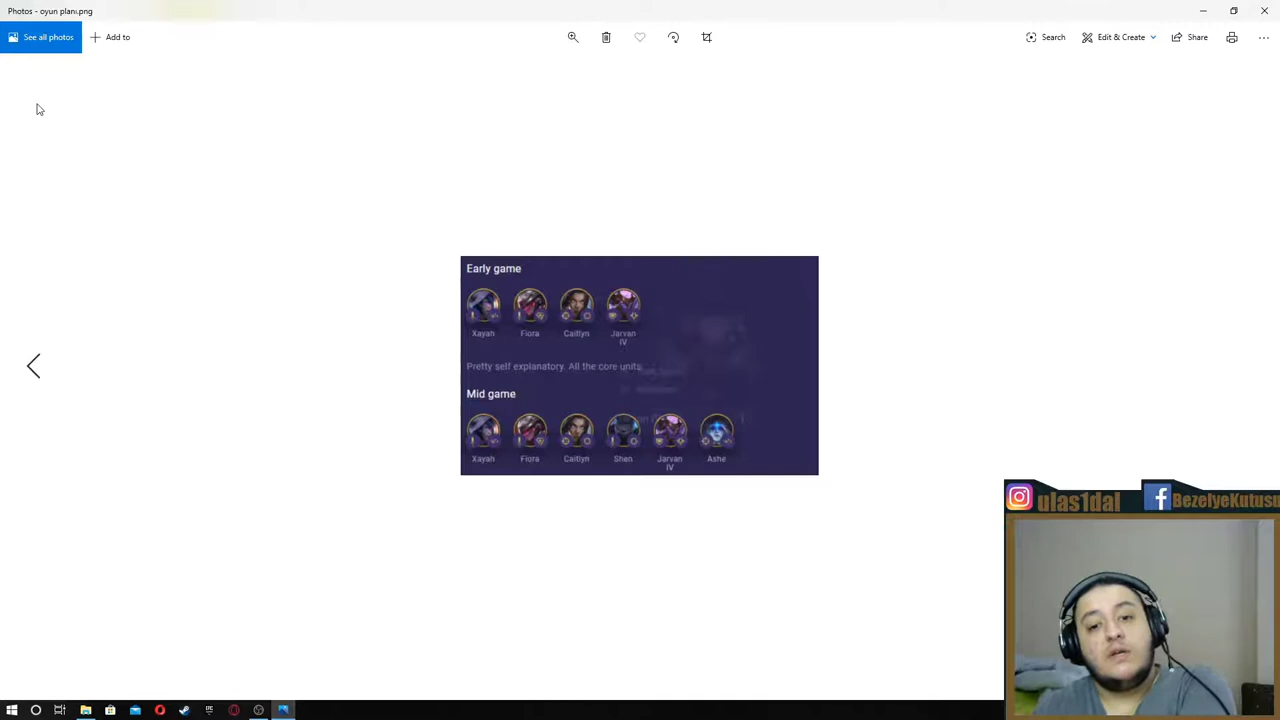 Photos - oyun planı.png
See all photos
Add to
Search
Edit & Create
Share
Early game
Xayah Fiora Caitlyn Jarvan IV
Pretty self explanatory. All the core units.
Mid game
Xayah Fiora Caitlyn Shen Jarvan IV Ashe
ulas1dal
BezelyeKutusu